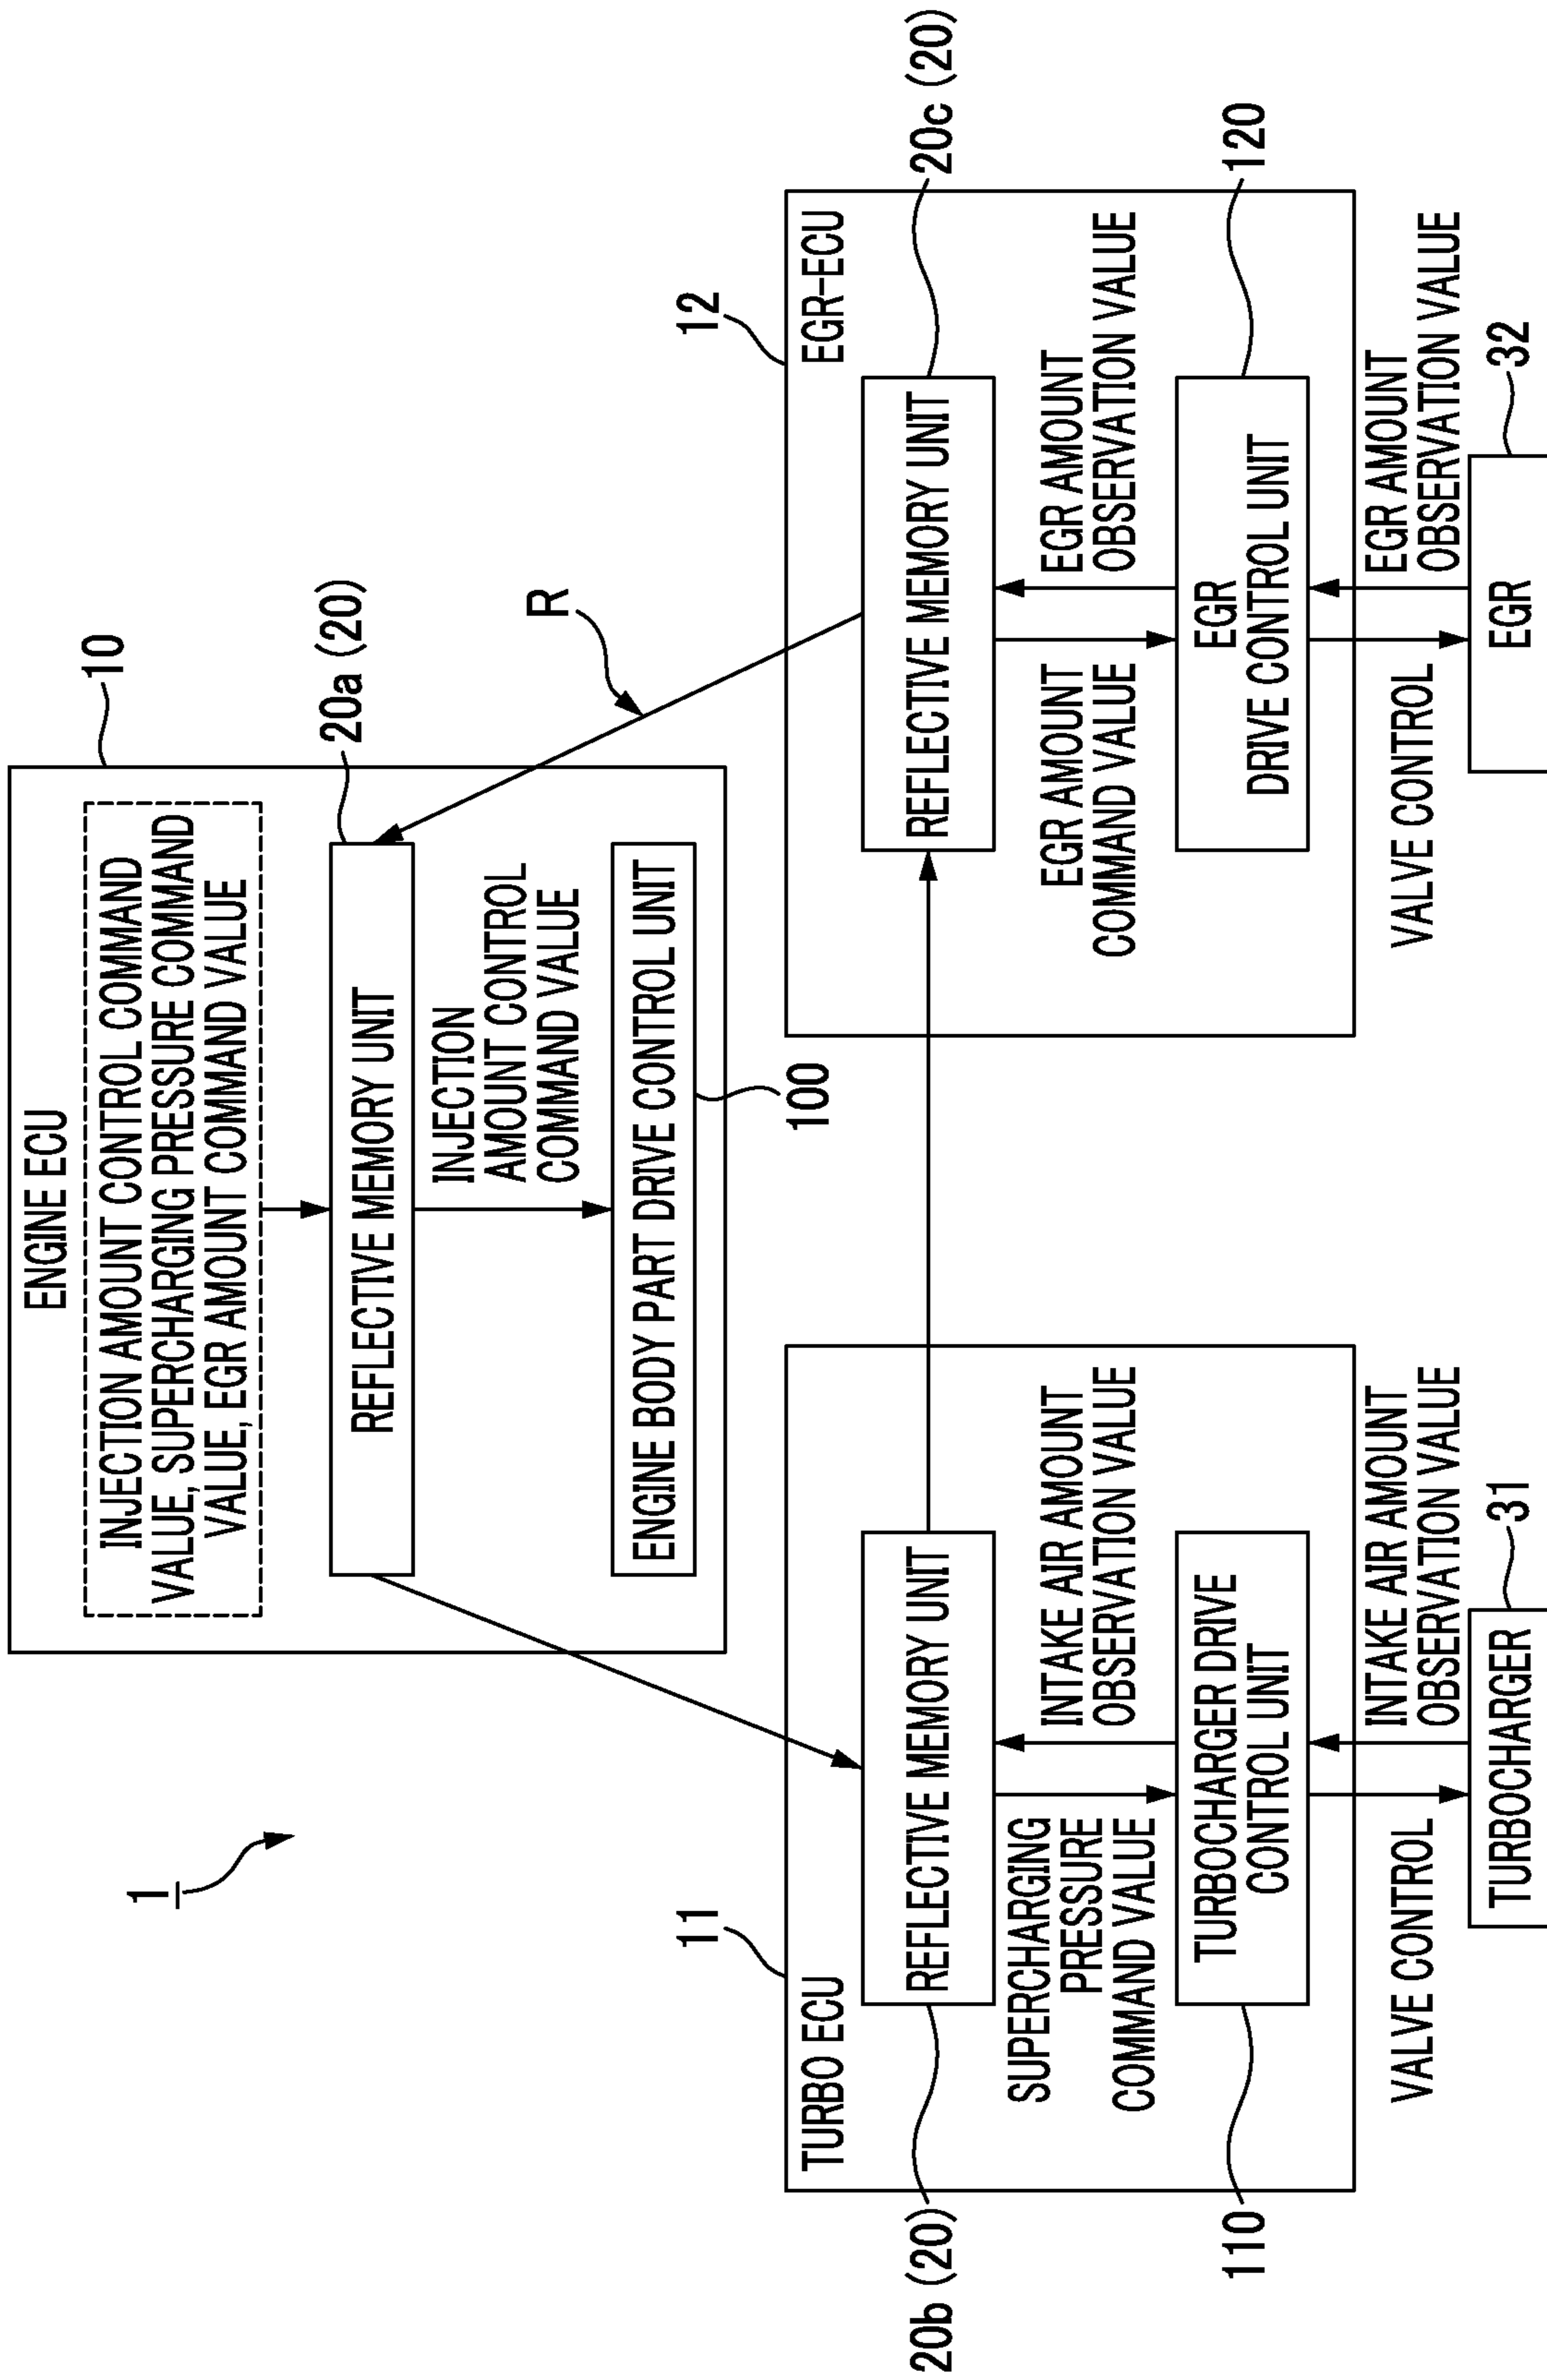 1
ENGINE ECU
10
INJECTION AMOUNT CONTROL COMMAND
VALUE, SUPERCHARGING PRESSURE COMMAND
VALUE, EGR AMOUNT COMMAND VALUE
REFLECTIVE MEMORY UNIT
20a (20)
INJECTION
AMOUNT CONTROL
COMMAND VALUE
ENGINE BODY PART DRIVE CONTROL UNIT
100
R
11
TURBO ECU
REFLECTIVE MEMORY UNIT
20b (20)
SUPERCHARGING
PRESSURE
COMMAND VALUE
INTAKE AIR AMOUNT
OBSERVATION VALUE
TURBOCHARGER DRIVE
CONTROL UNIT
110
VALVE CONTROL
INTAKE AIR AMOUNT
OBSERVATION VALUE
TURBOCHARGER
31
12
EGR-ECU
REFLECTIVE MEMORY UNIT
20c (20)
EGR AMOUNT
COMMAND VALUE
EGR AMOUNT
OBSERVATION VALUE
EGR
DRIVE CONTROL UNIT
120
VALVE CONTROL
EGR AMOUNT
OBSERVATION VALUE
EGR
32